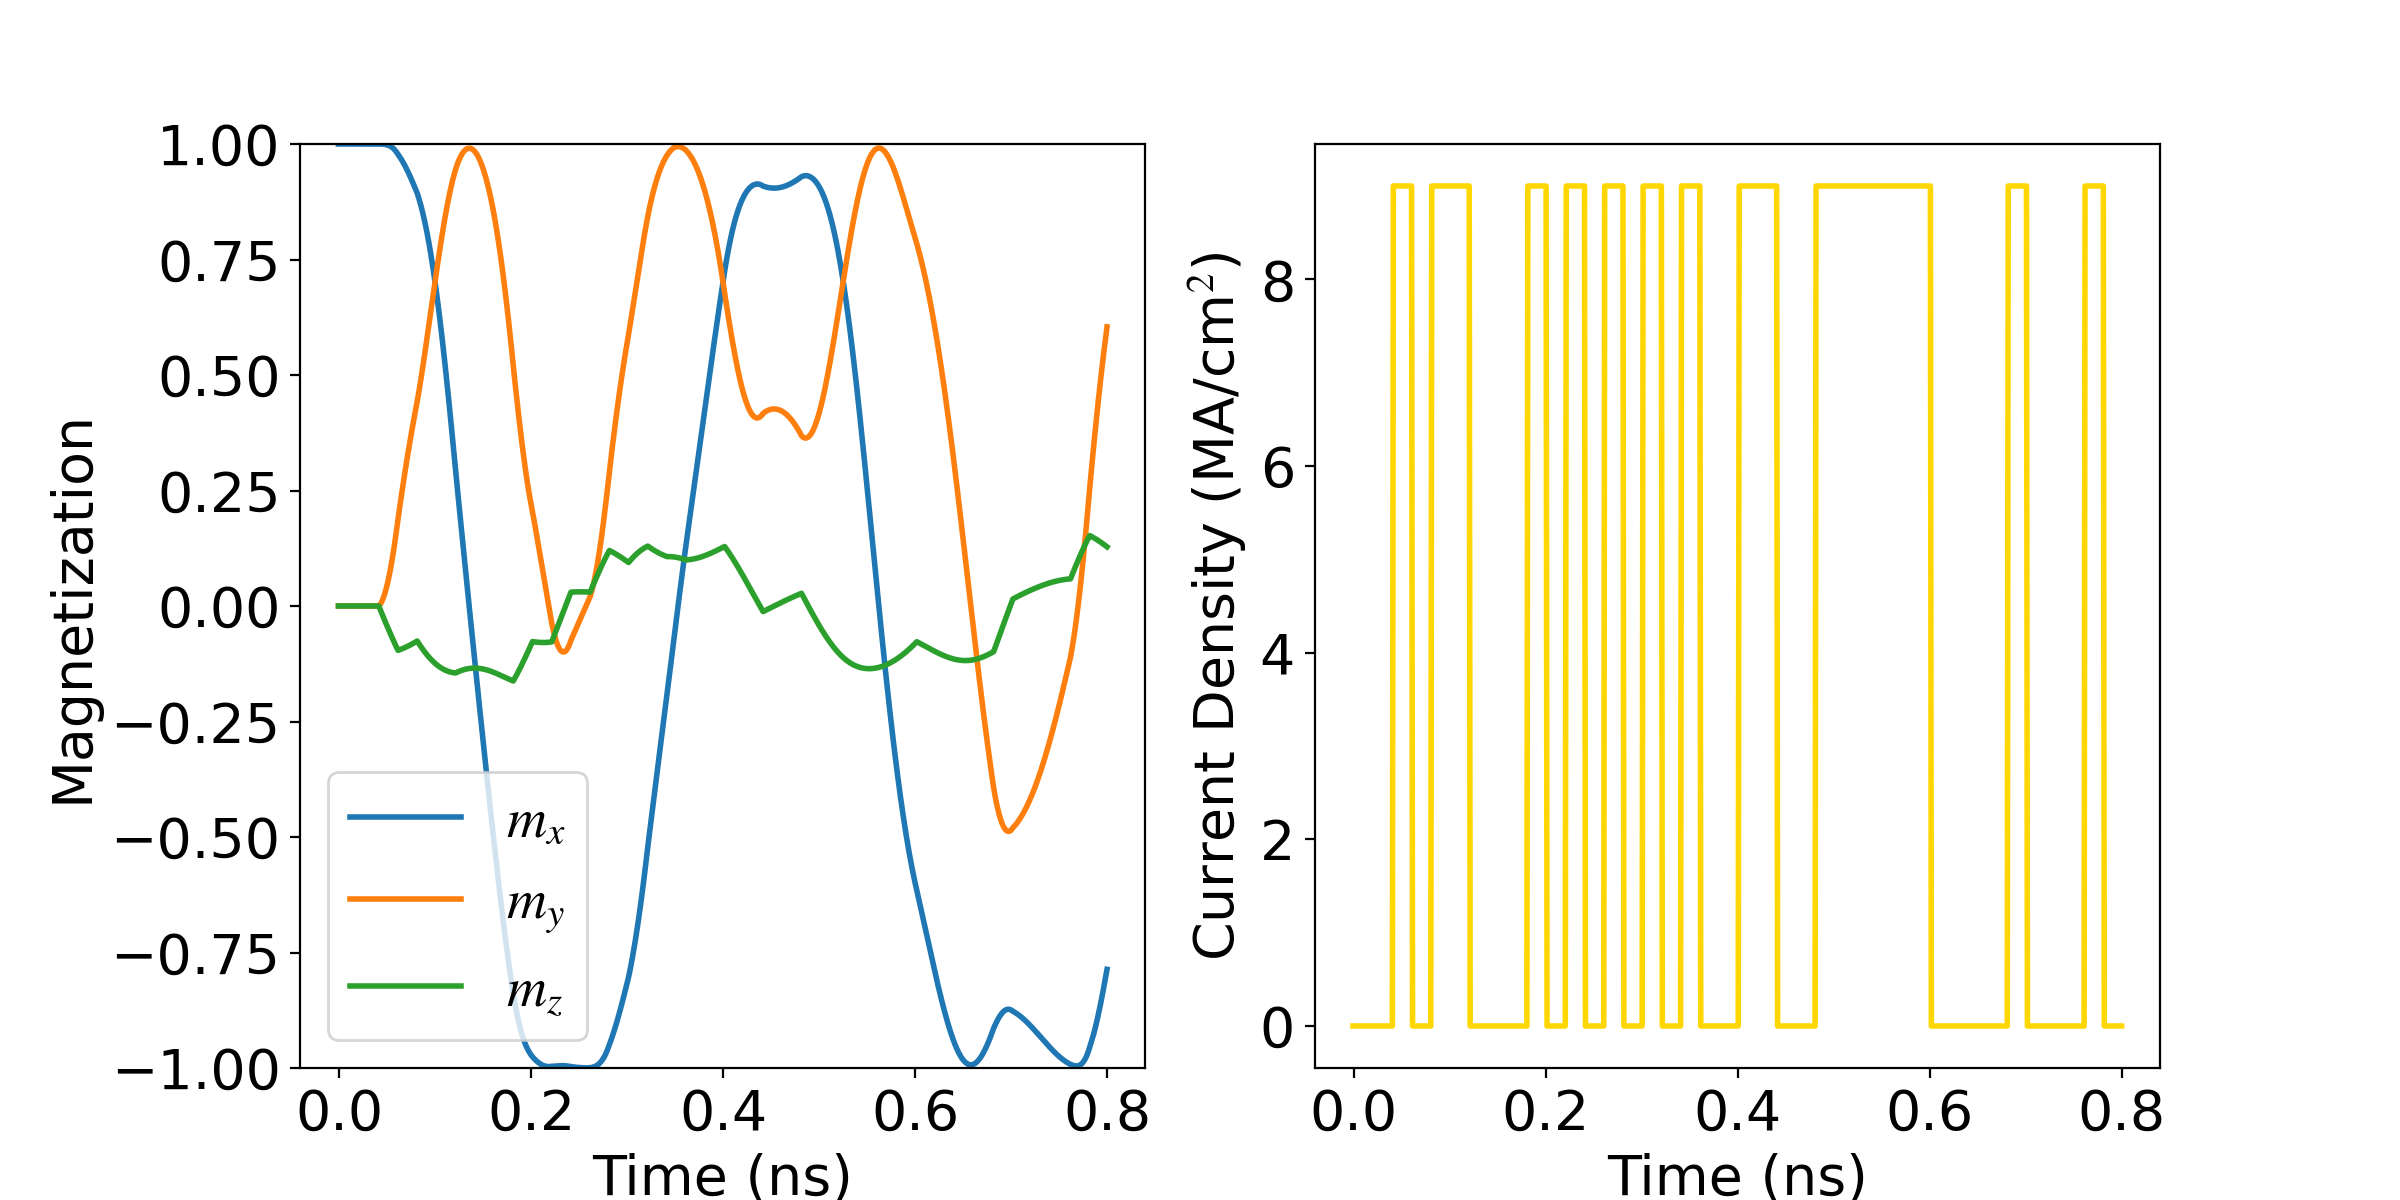 Magnetization
1.00
0.75
0.50
0.25
0.00
−0.25
−0.50
−0.75
−1.00
m_x
m_y
m_z
0.0 0.2 0.4 0.6 0.8
Time (ns)
Current Density (MA/cm²)
8
6
4
2
0
0.0 0.2 0.4 0.6 0.8
Time (ns)